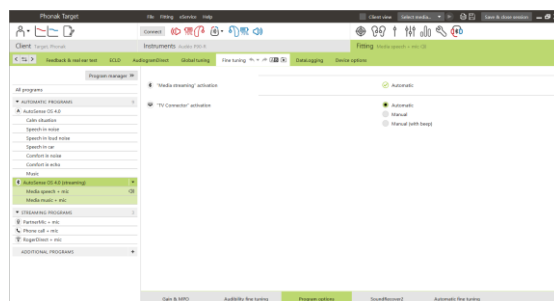 Phonak Target
File Fitting eService Help
Client view Select media... Save & close session
Connect
Client Target, Phonak
Instruments Audéo P90-R
Fitting Media speech + mic
Feedback & real ear test ECLO AudiogramDirect Global tuning Fine tuning DataLogging Device options
Program manager
All programs
AUTOMATIC PROGRAMS
AutoSense OS 4.0
Calm situation
Speech in noise
Speech in loud noise
Speech in car
Comfort in noise
Comfort in echo
Music
AutoSense OS 4.0 (streaming)
Media speech + mic
Media music + mic
STREAMING PROGRAMS
PartnerMic + mic
Phone call + mic
RogerDirect + mic
ADDITIONAL PROGRAMS +
"Media streaming" activation
Automatic
"TV Connector" activation
Automatic
Manual
Manual (with beep)
Gain & MPO Audibility fine tuning Program options SoundRecover2 Automatic fine tuning